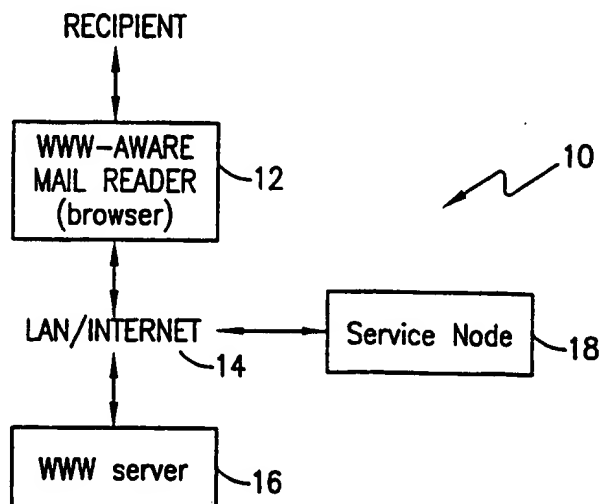 RECIPIENT
WWW-AWARE
MAIL READER
(browser)
12
10
LAN/INTERNET
14
Service Node
18
WWW server
16